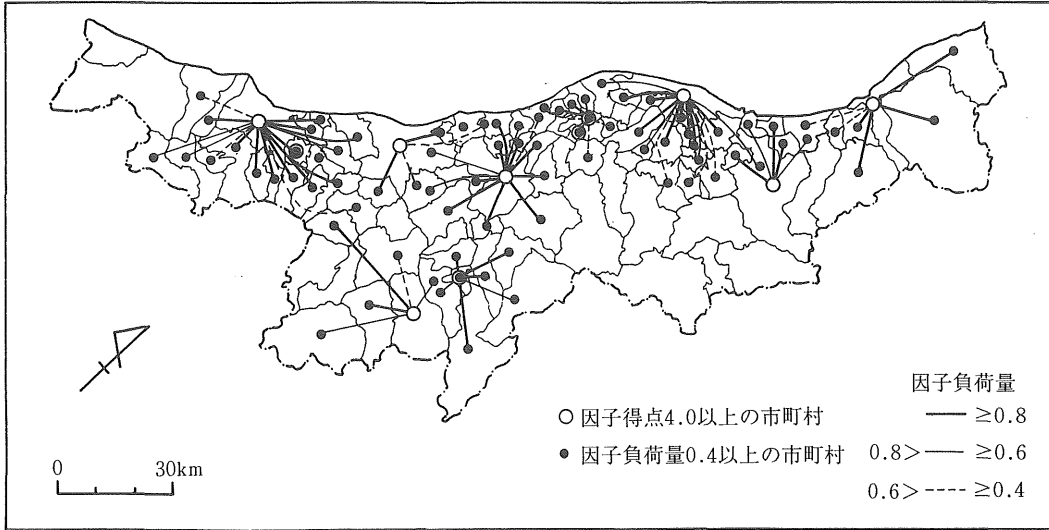 因子負荷量
○ 因子得点4.0以上の市町村 ≥0.8
● 因子負荷量0.4以上の市町村 0.8> ≥0.6
0.6> ≥0.4
0 30km